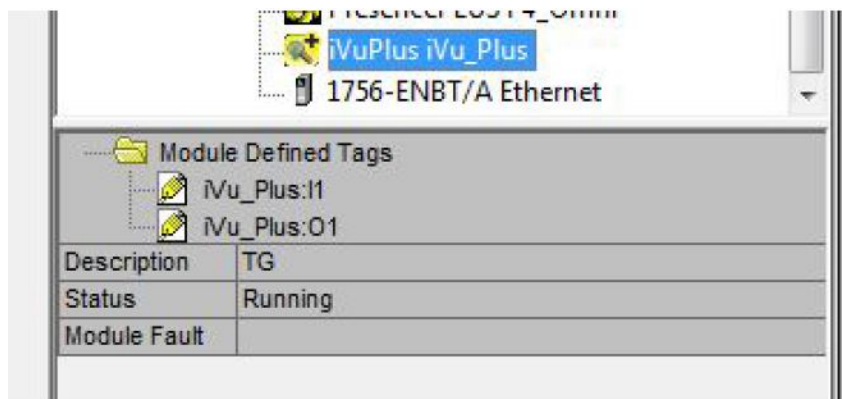 iVuPlus iVu_Plus
1756-ENBT/A Ethernet
Module Defined Tags
iVu_Plus:I1
iVu_Plus:O1
Description TG
Status Running
Module Fault